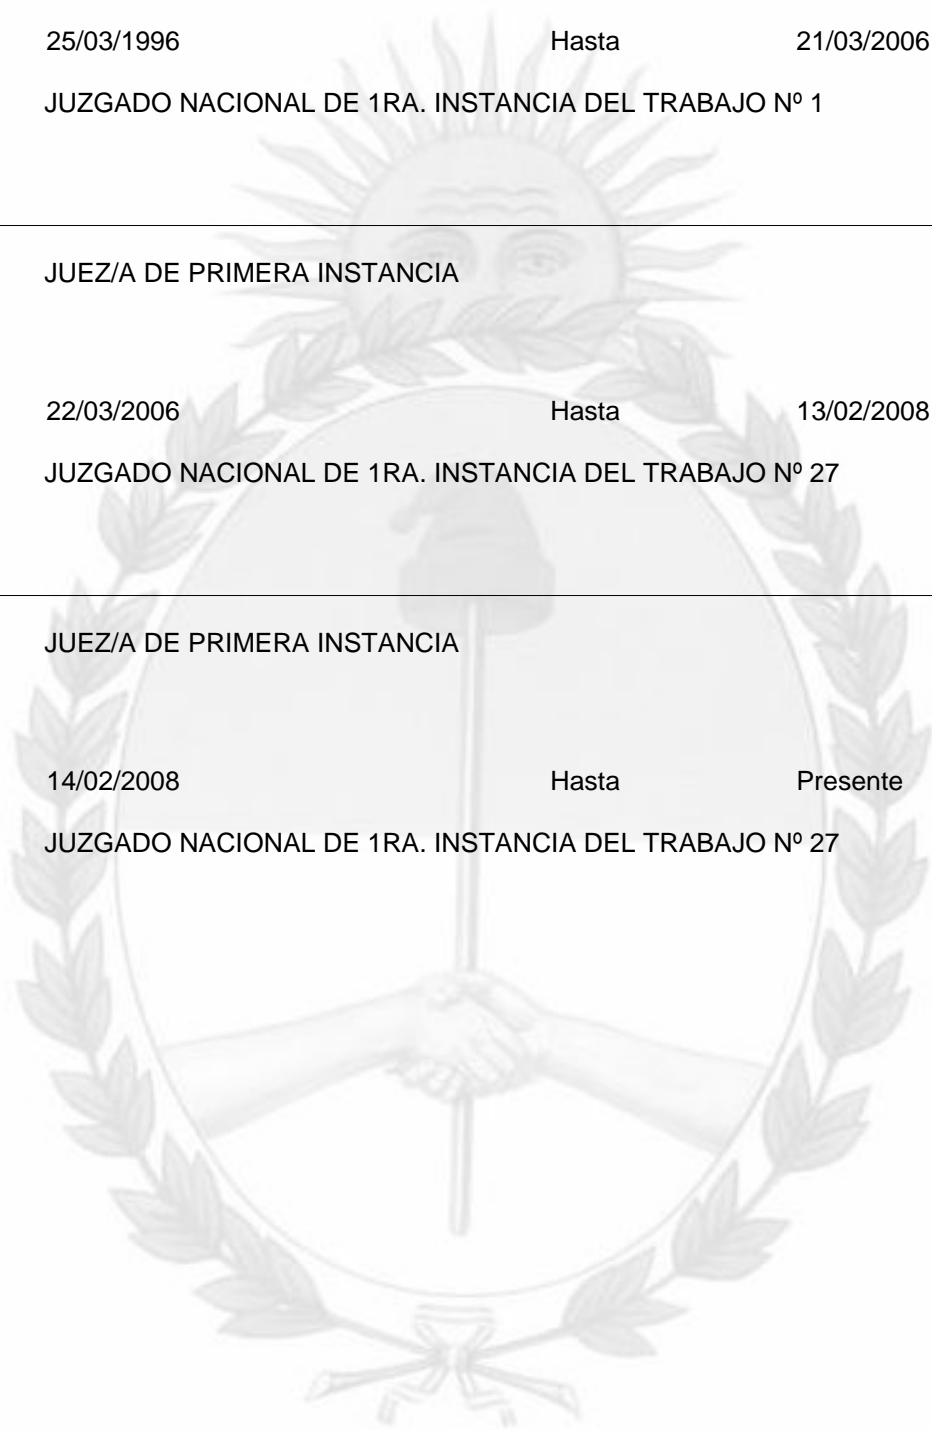 25/03/1996 Hasta 21/03/2006
JUZGADO NACIONAL DE 1RA. INSTANCIA DEL TRABAJO Nº 1
JUEZ/A DE PRIMERA INSTANCIA
22/03/2006 Hasta 13/02/2008
JUZGADO NACIONAL DE 1RA. INSTANCIA DEL TRABAJO Nº 27
JUEZ/A DE PRIMERA INSTANCIA
14/02/2008 Hasta Presente
JUZGADO NACIONAL DE 1RA. INSTANCIA DEL TRABAJO Nº 27